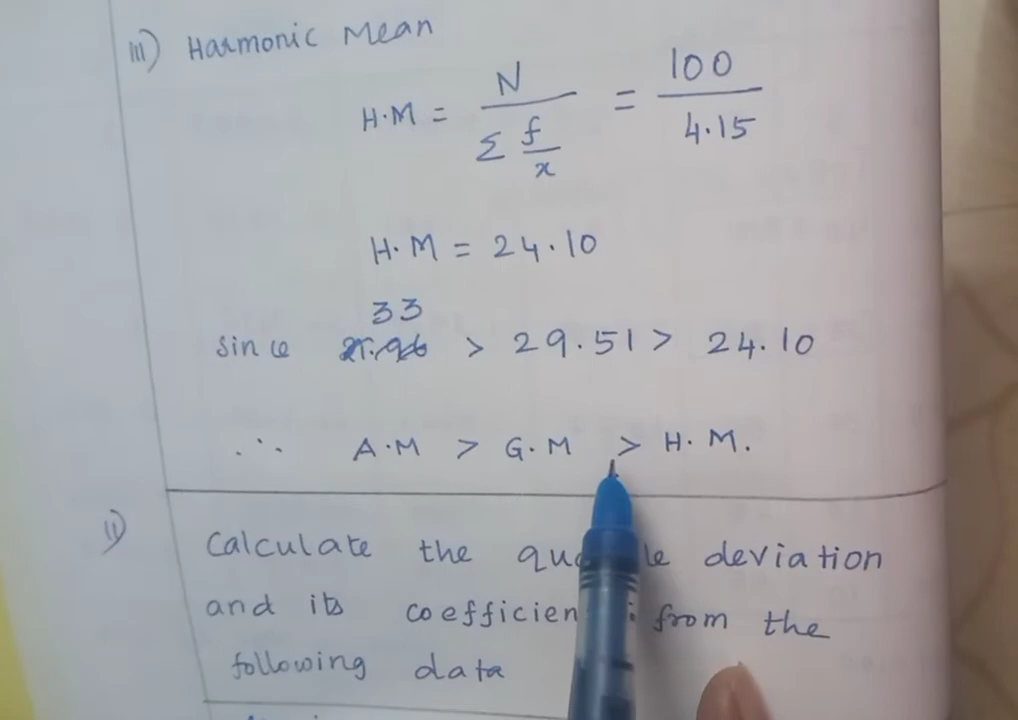 III) Harmonic Mean
H.M = N / Σ f/x = 100 / 4.15
H.M = 24.10
33
Since > 29.51 > 24.10
∴ A.M > G.M > H.M.
II) Calculate the deviation
and its from the
following data